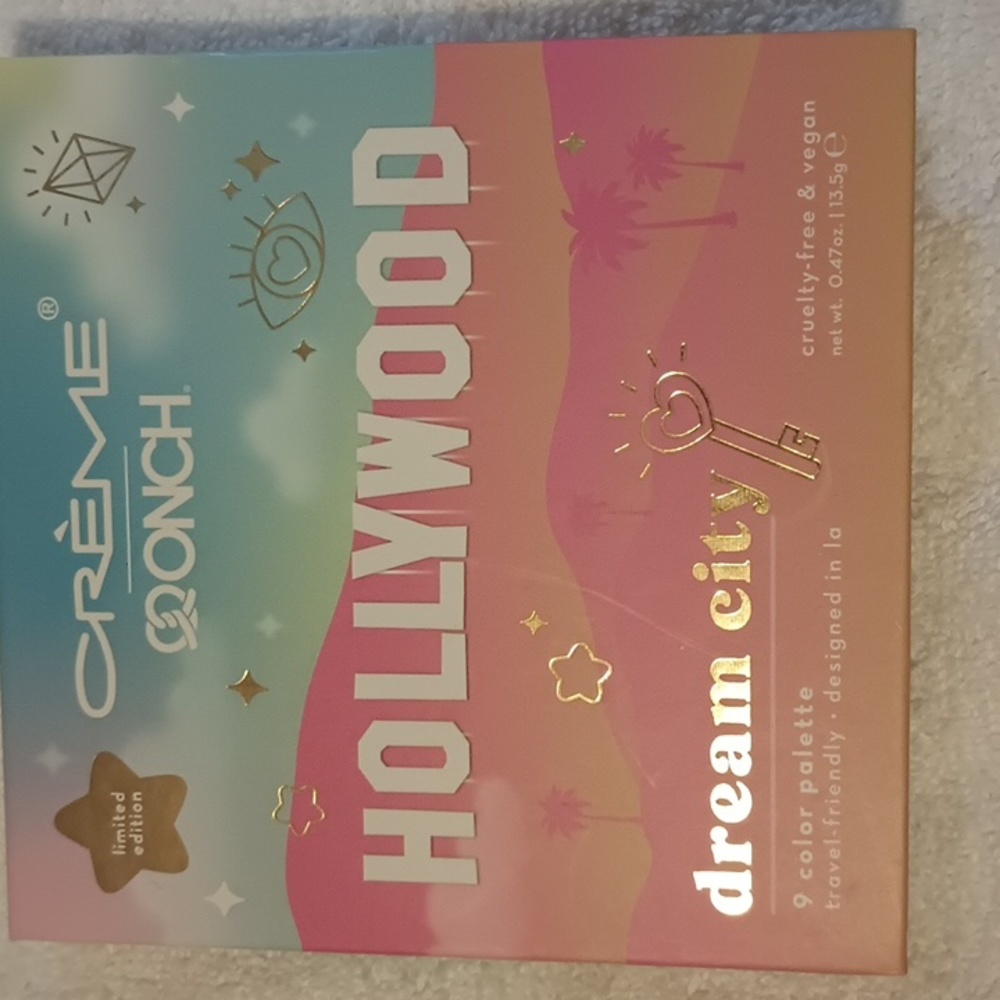 limited
edition
CRÈME®
QONCH
HOLLYWOOD
dream city
9 color palette
travel-friendly • designed in la
cruelty-free & vegan
net wt. 0.47oz. | 13.5g ℮